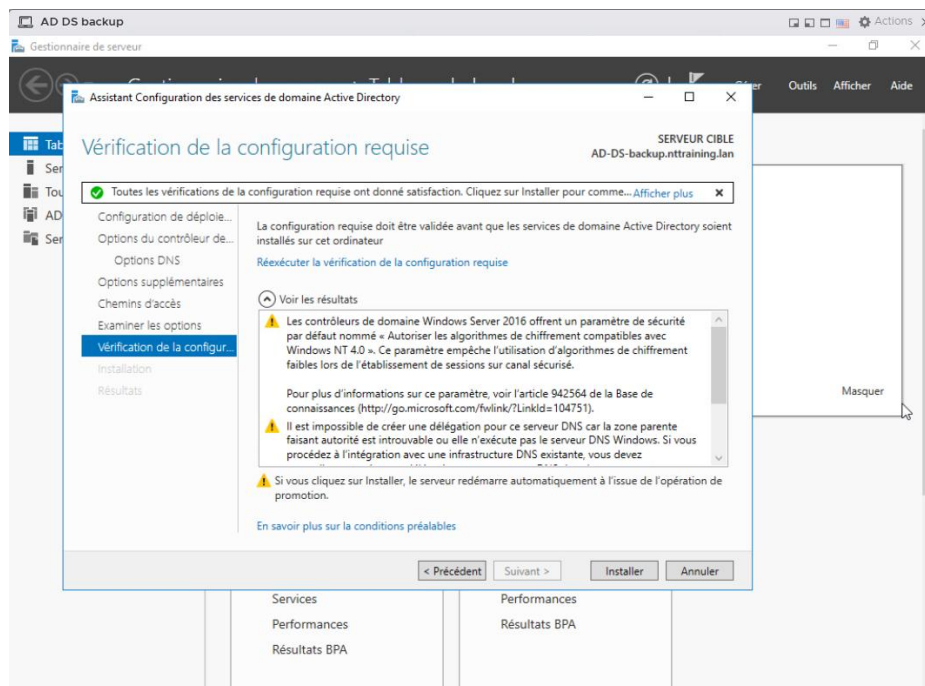 AD DS backup
Actions
Gestionnaire de serveur
Outils Afficher Aide
Assistant Configuration des services de domaine Active Directory
Vérification de la configuration requise
SERVEUR CIBLE
AD-DS-backup.nttraining.lan
Toutes les vérifications de la configuration requise ont donné satisfaction. Cliquez sur Installer pour comme... Afficher plus
Tab
Ser
Tou
AD
Ser
Configuration de déploie...
Options du contrôleur de...
Options DNS
Options supplémentaires
Chemins d'accès
Examiner les options
Vérification de la configur...
Installation
Résultats
La configuration requise doit être validée avant que les services de domaine Active Directory soient
installés sur cet ordinateur
Réexécuter la vérification de la configuration requise
Voir les résultats
Les contrôleurs de domaine Windows Server 2016 offrent un paramètre de sécurité
par défaut nommé « Autoriser les algorithmes de chiffrement compatibles avec
Windows NT 4.0 ». Ce paramètre empêche l'utilisation d'algorithmes de chiffrement
faibles lors de l'établissement de sessions sur canal sécurisé.
Pour plus d'informations sur ce paramètre, voir l'article 942564 de la Base de
connaissances (http://go.microsoft.com/fwlink/?LinkId=104751).
Il est impossible de créer une délégation pour ce serveur DNS car la zone parente
faisant autorité est introuvable ou elle n'exécute pas le serveur DNS Windows. Si vous
procédez à l'intégration avec une infrastructure DNS existante, vous devez
Si vous cliquez sur Installer, le serveur redémarre automatiquement à l'issue de l'opération de
promotion.
En savoir plus sur la conditions préalables
Masquer
< Précédent Suivant > Installer Annuler
Services
Performances
Résultats BPA
Performances
Résultats BPA